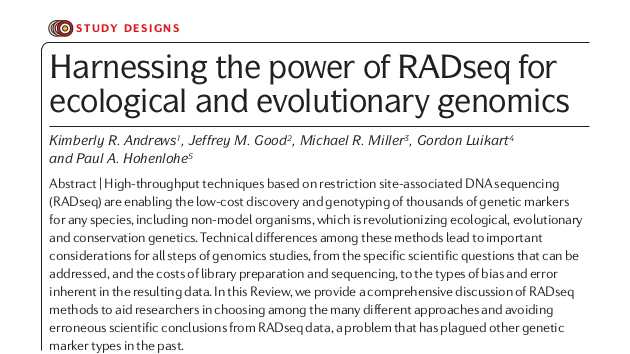 STUDY DESIGNS
Harnessing the power of RADseq for
ecological and evolutionary genomics
Kimberly R. Andrews¹, Jeffrey M. Good², Michael R. Miller³, Gordon Luikart⁴
and Paul A. Hohenlohe⁵
Abstract | High-throughput techniques based on restriction site-associated DNA sequencing
(RADseq) are enabling the low-cost discovery and genotyping of thousands of genetic markers
for any species, including non-model organisms, which is revolutionizing ecological, evolutionary
and conservation genetics. Technical differences among these methods lead to important
considerations for all steps of genomics studies, from the specific scientific questions that can be
addressed, and the costs of library preparation and sequencing, to the types of bias and error
inherent in the resulting data. In this Review, we provide a comprehensive discussion of RADseq
methods to aid researchers in choosing among the many different approaches and avoiding
erroneous scientific conclusions from RADseq data, a problem that has plagued other genetic
marker types in the past.